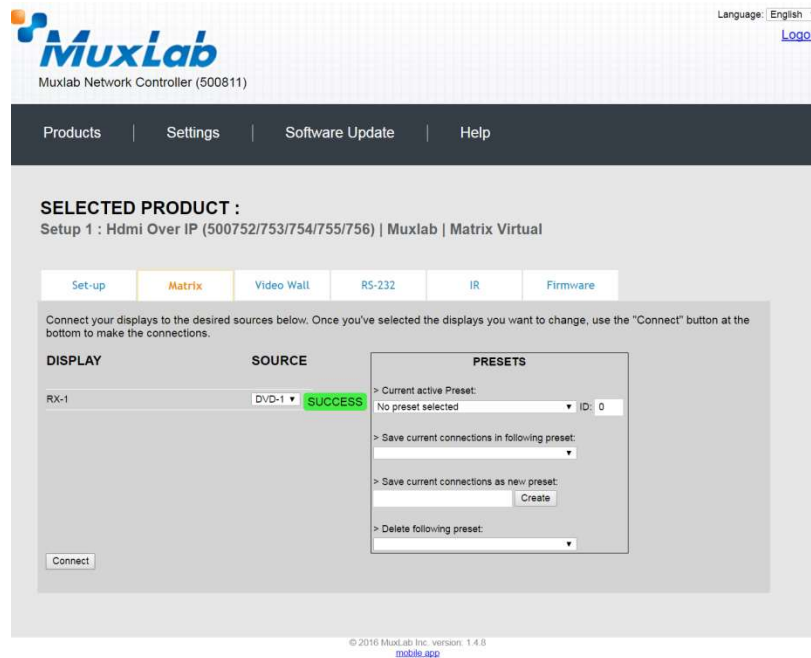 Language: English
Logo
MuxLab
Muxlab Network Controller (500811)
Products | Settings | Software Update | Help
SELECTED PRODUCT :
Setup 1 : Hdmi Over IP (500752/753/754/755/756) | Muxlab | Matrix Virtual
Set-up Matrix Video Wall RS-232 IR Firmware
Connect your displays to the desired sources below. Once you've selected the displays you want to change, use the "Connect" button at the
bottom to make the connections.
DISPLAY SOURCE PRESETS
RX-1 DVD-1 SUCCESS
> Current active Preset:
No preset selected ID: 0
> Save current connections in following preset:
> Save current connections as new preset:
Create
> Delete following preset:
Connect
© 2016 MuxLab Inc. version: 1.4.8
mobile app